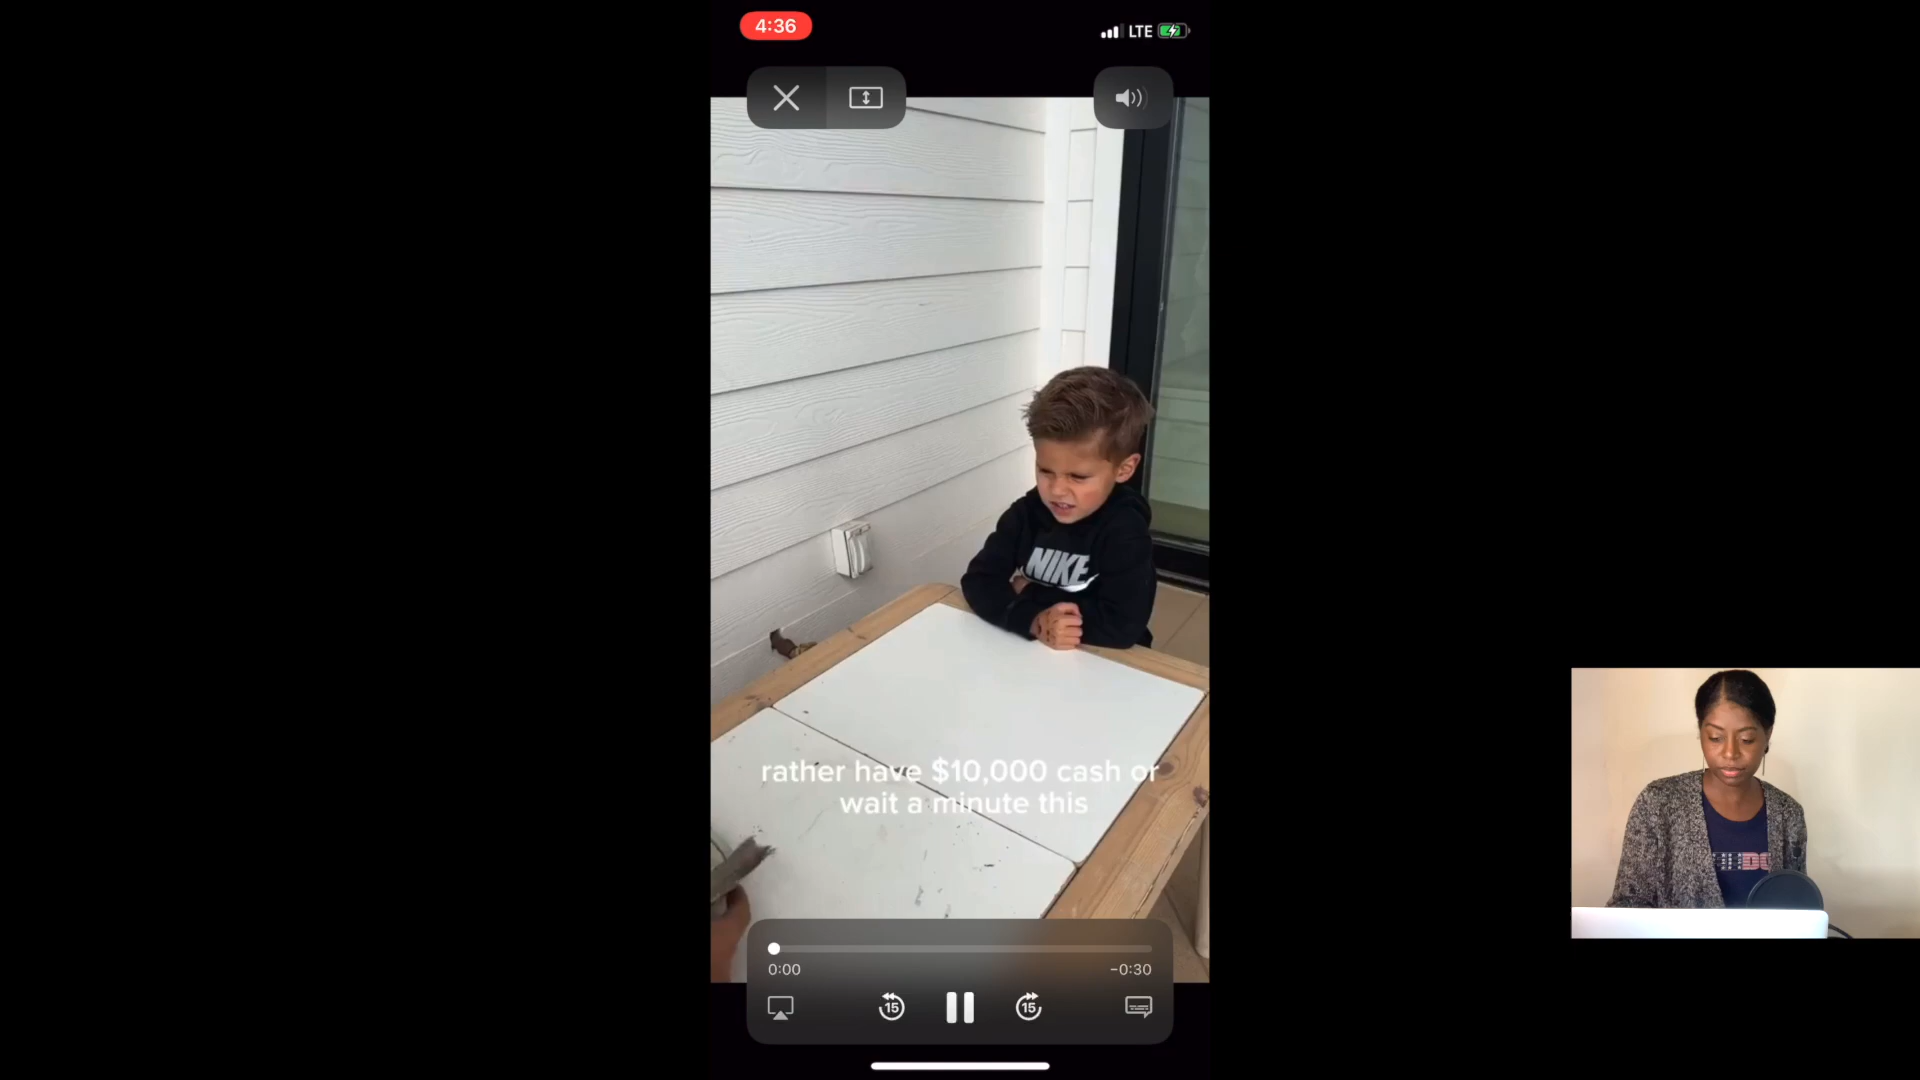 4:36
LTE
NIKE
rather have $10,000 cash or
wait a minute this
0:00
−0:30
15
15